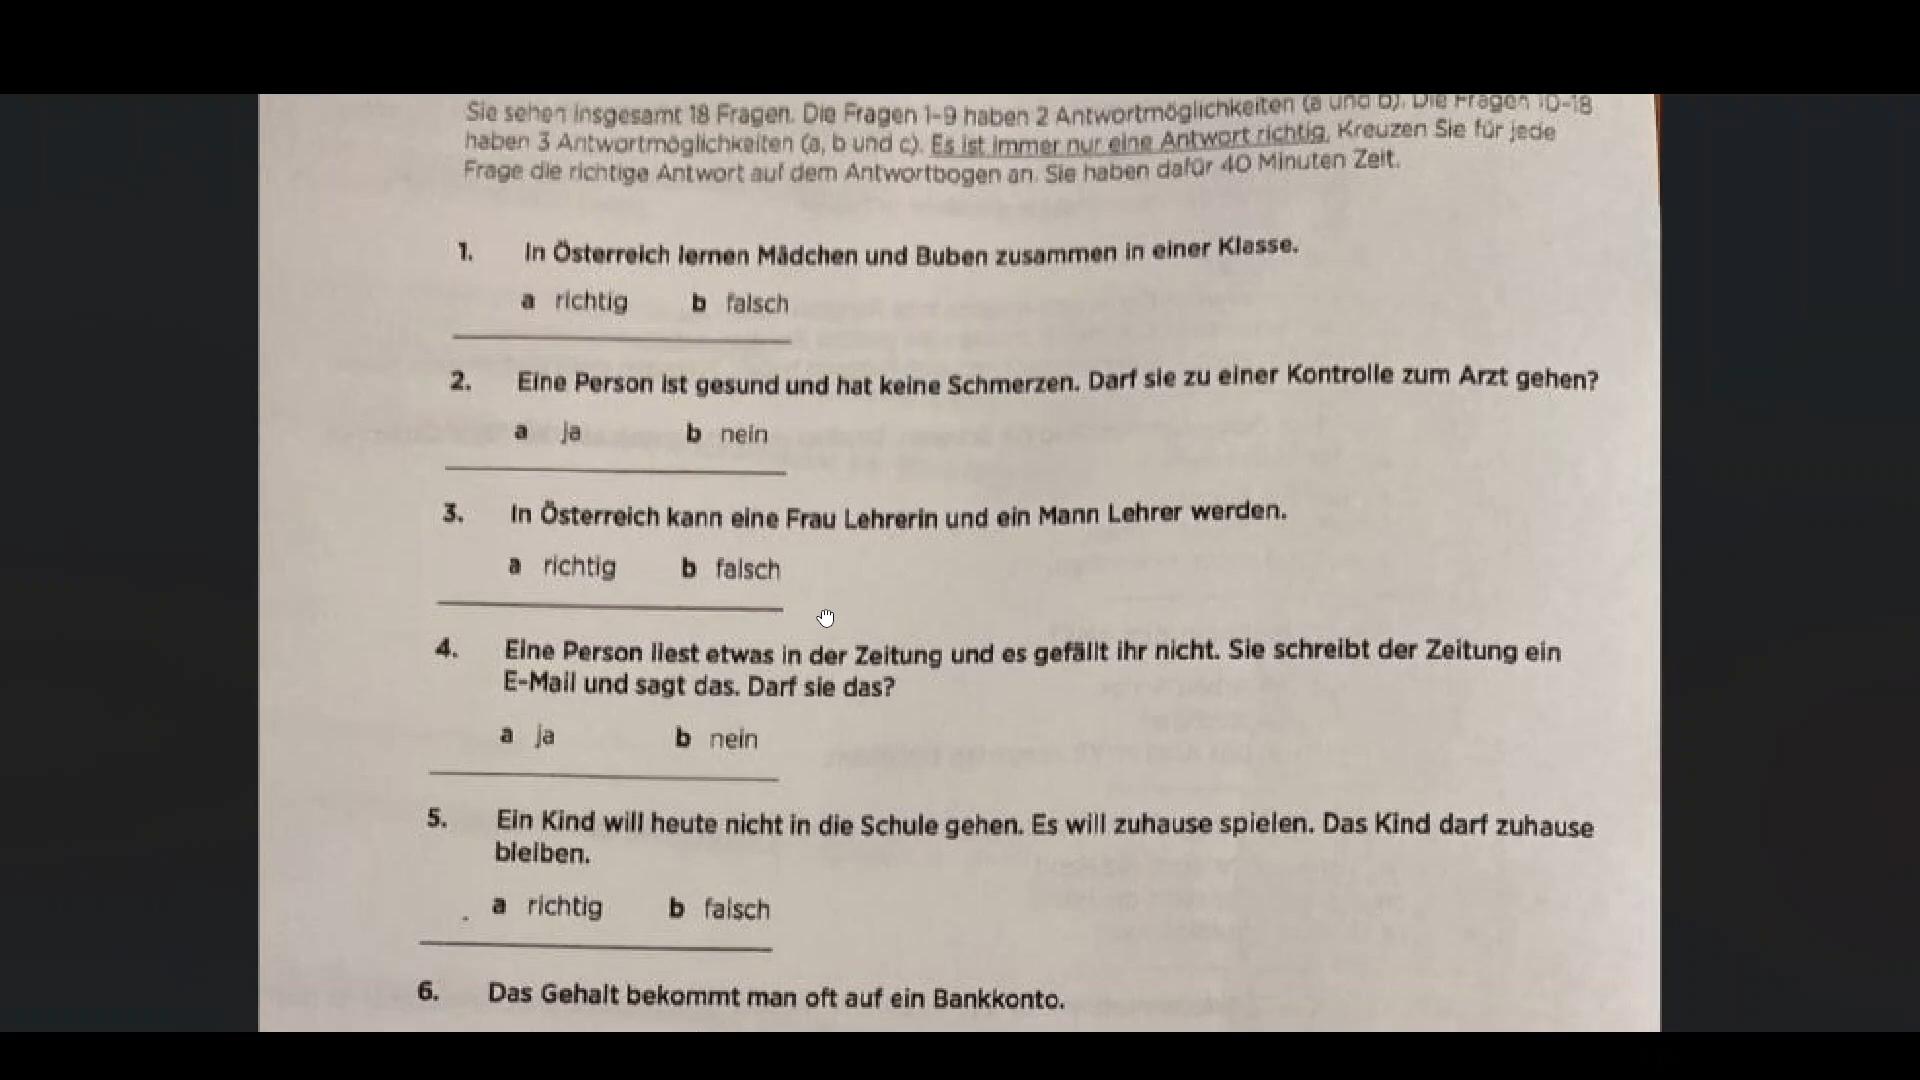 Sie sehen insgesamt 18 Fragen. Die Fragen 1-9 haben 2 Antwortmöglichkeiten (a und b). Die Fragen 10-18
haben 3 Antwortmöglichkeiten (a, b und c). Es ist immer nur eine Antwort richtig. Kreuzen Sie für jede
Frage die richtige Antwort auf dem Antwortbogen an. Sie haben dafür 40 Minuten Zeit.
1. In Österreich lernen Mädchen und Buben zusammen in einer Klasse.
a richtig b falsch
2. Eine Person ist gesund und hat keine Schmerzen. Darf sie zu einer Kontrolle zum Arzt gehen?
a ja b nein
3. In Österreich kann eine Frau Lehrerin und ein Mann Lehrer werden.
a richtig b falsch
4. Eine Person liest etwas in der Zeitung und es gefällt ihr nicht. Sie schreibt der Zeitung ein
E-Mail und sagt das. Darf sie das?
a ja b nein
5. Ein Kind will heute nicht in die Schule gehen. Es will zuhause spielen. Das Kind darf zuhause
bleiben.
a richtig b falsch
6. Das Gehalt bekommt man oft auf ein Bankkonto.